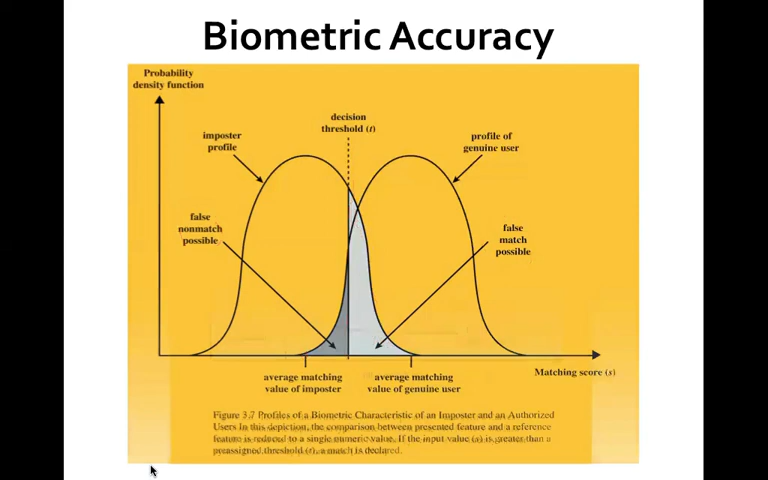 Biometric Accuracy
Probability
density function
decision
threshold (t)
imposter
profile
profile of
genuine user
false
nonmatch
possible
false
match
possible
average matching
value of imposter
average matching
value of genuine user
Matching score (s)
Figure 3.7 Profiles of a Biometric Characteristic of an Imposter and an Authorized
Users In this depiction, the comparison between presented feature and a reference
feature is reduced to a single numeric value. If the input value (s) is greater than a
preassigned threshold (t), a match is declared.